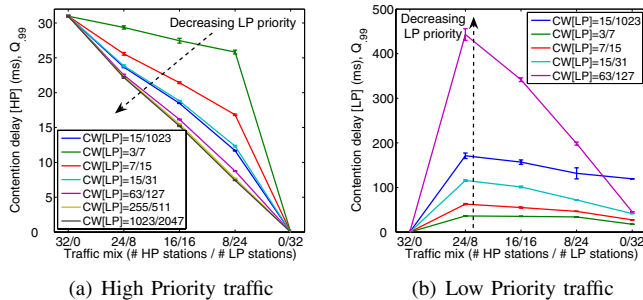 Contention delay [HP] (ms), Q.99
30
25
20
15
10
5
0
Decreasing LP priority
CW[LP]=15/1023
CW[LP]=3/7
CW[LP]=7/15
CW[LP]=15/31
CW[LP]=63/127
CW[LP]=255/511
CW[LP]=1023/2047
32/0 24/8 16/16 8/24 0/32
Traffic mix (# HP stations / # LP stations)
(a) High Priority traffic
Contention delay [LP] (ms), Q.99
500
400
300
200
100
0
Decreasing
LP priority
CW[LP]=15/1023
CW[LP]=3/7
CW[LP]=7/15
CW[LP]=15/31
CW[LP]=63/127
32/0 24/8 16/16 8/24 0/32
Traffic mix (# HP stations / # LP stations)
(b) Low Priority traffic